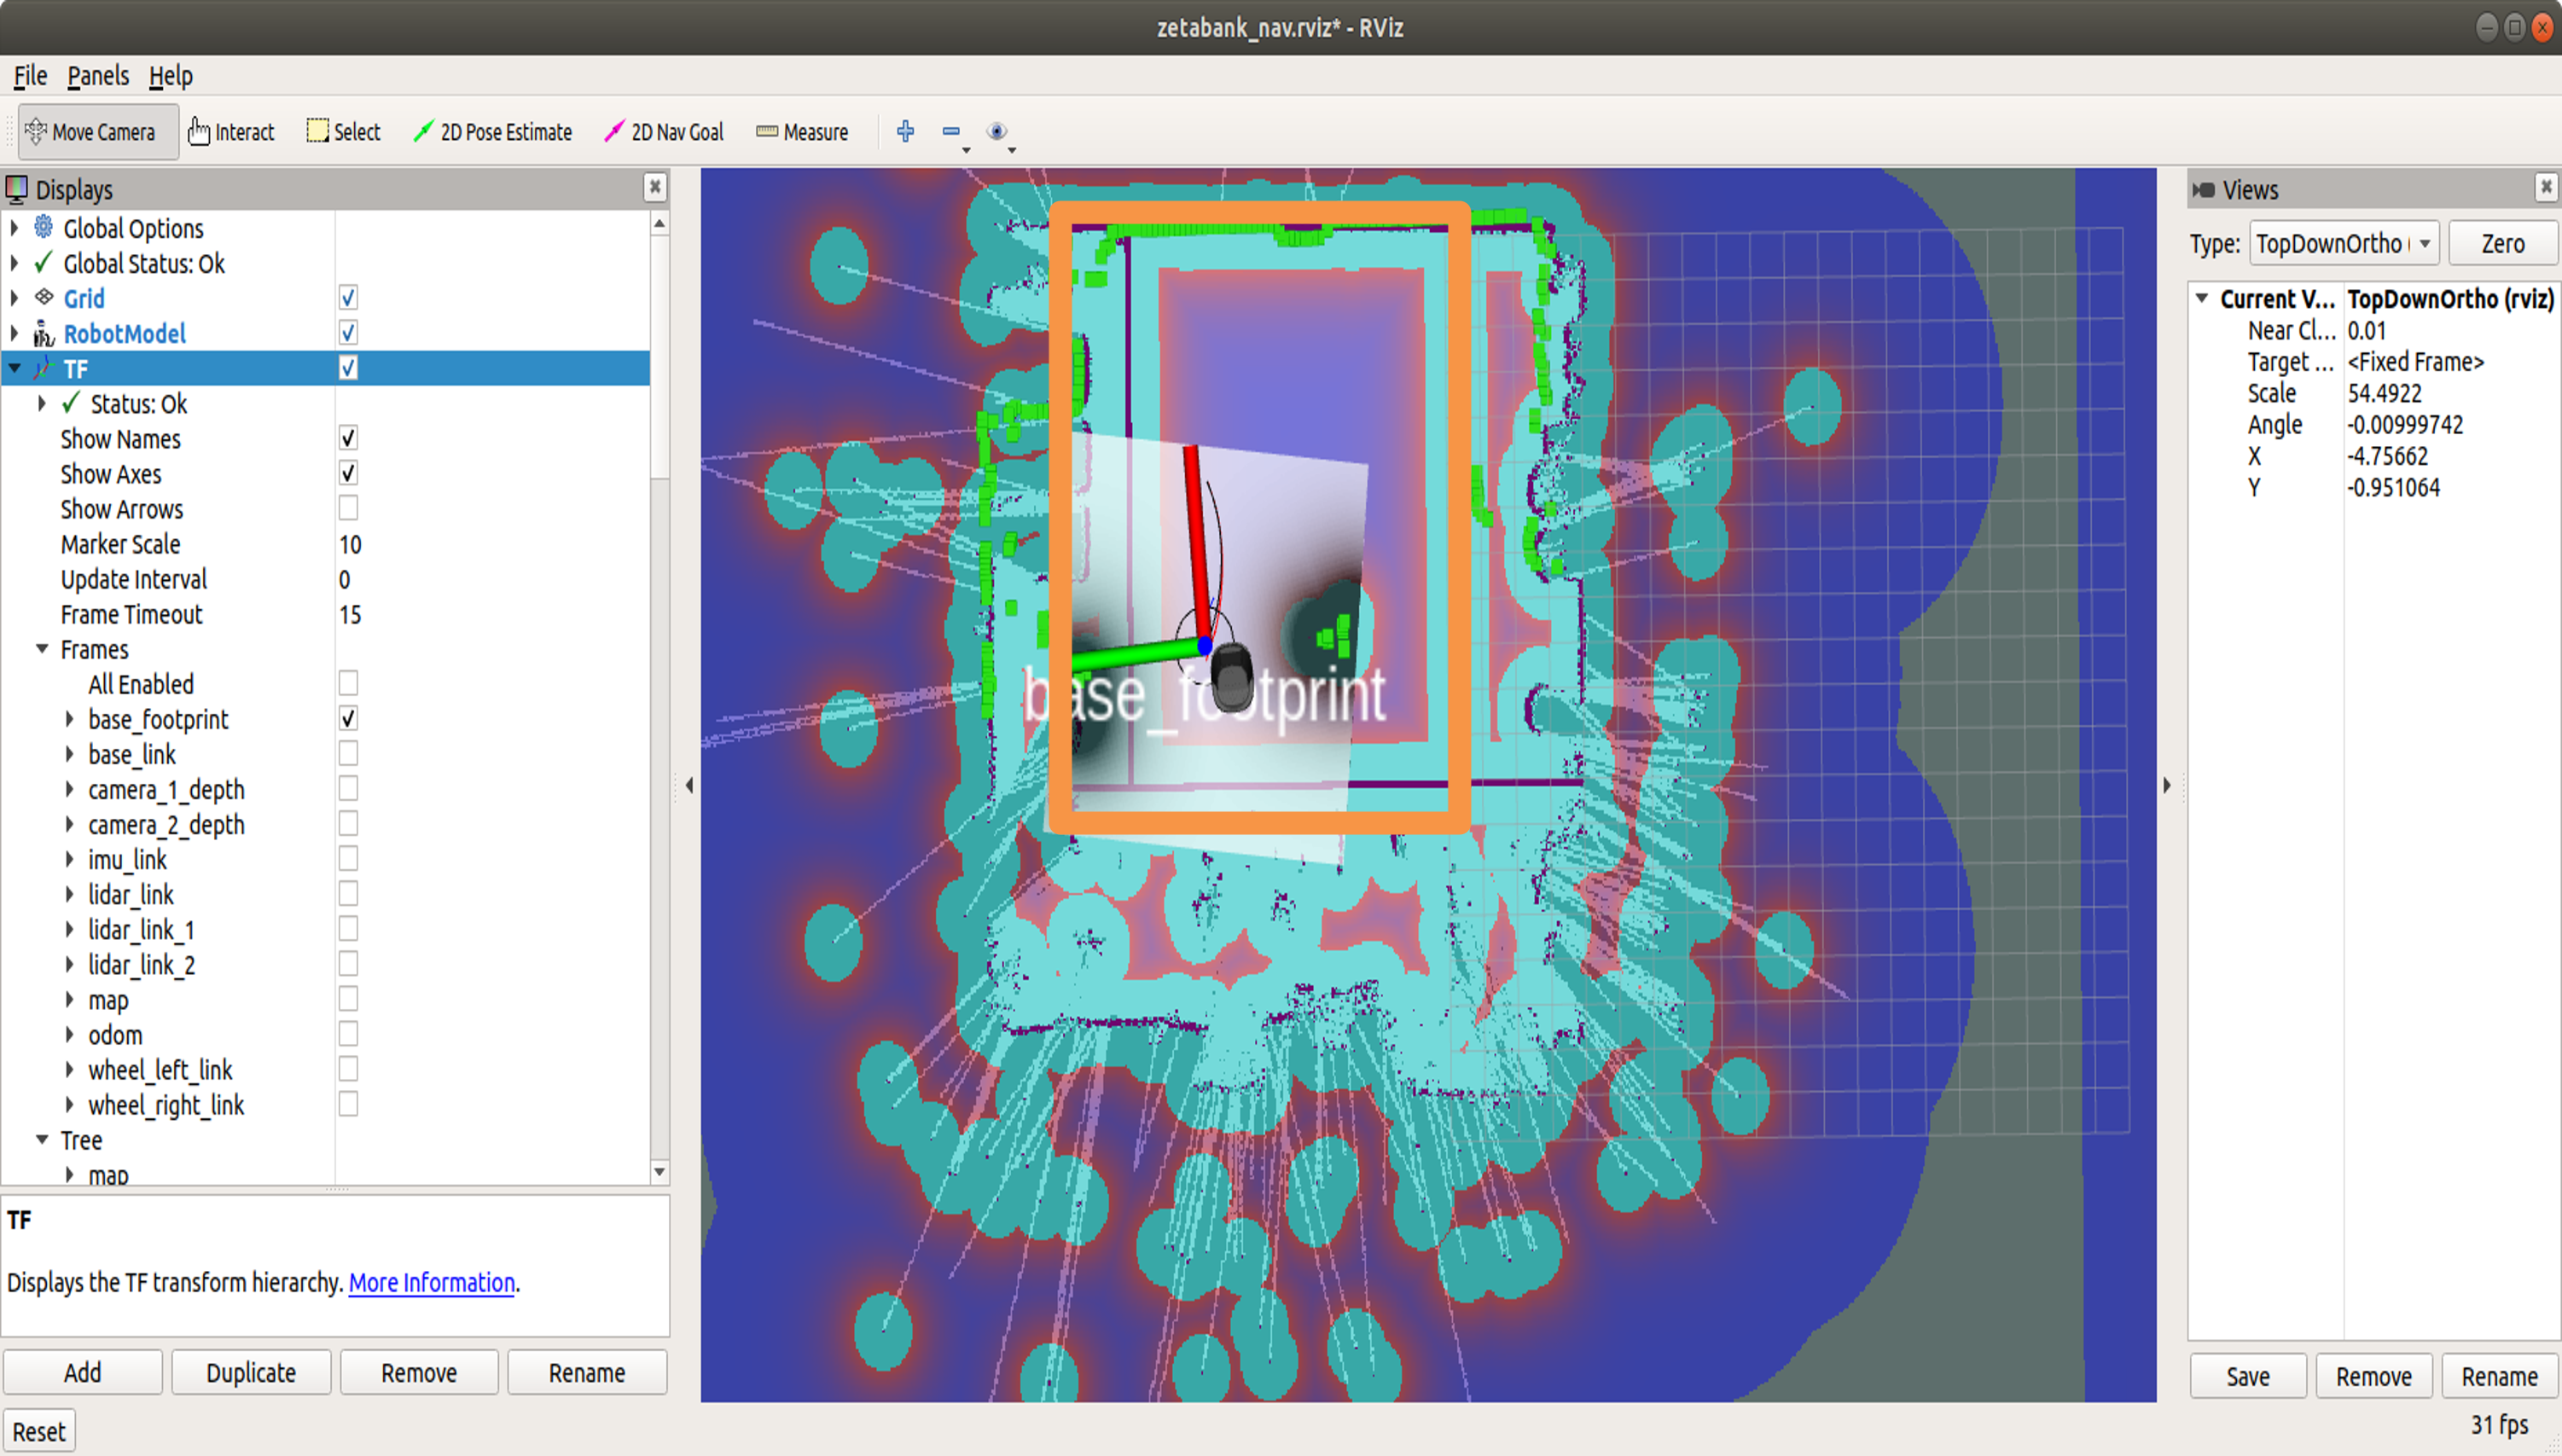 zetabank_nav.rviz* - RViz
File Panels Help
Move Camera Interact Select 2D Pose Estimate 2D Nav Goal Measure
Displays
Global Options
Global Status: Ok
Grid
RobotModel
TF
Status: Ok
Show Names
Show Axes
Show Arrows
Marker Scale 10
Update Interval 0
Frame Timeout 15
Frames
All Enabled
base_footprint
base_link
camera_1_depth
camera_2_depth
imu_link
lidar_link
lidar_link_1
lidar_link_2
map
odom
wheel_left_link
wheel_right_link
Tree
map
TF
Displays the TF transform hierarchy. More Information.
Add Duplicate Remove Rename
Reset
base_footprint
Views
Type: TopDownOrtho ( Zero
Current V... TopDownOrtho (rviz)
Near Cl... 0.01
Target ... <Fixed Frame>
Scale 54.4922
Angle -0.00999742
X -4.75662
Y -0.951064
Save Remove Rename
31 fps